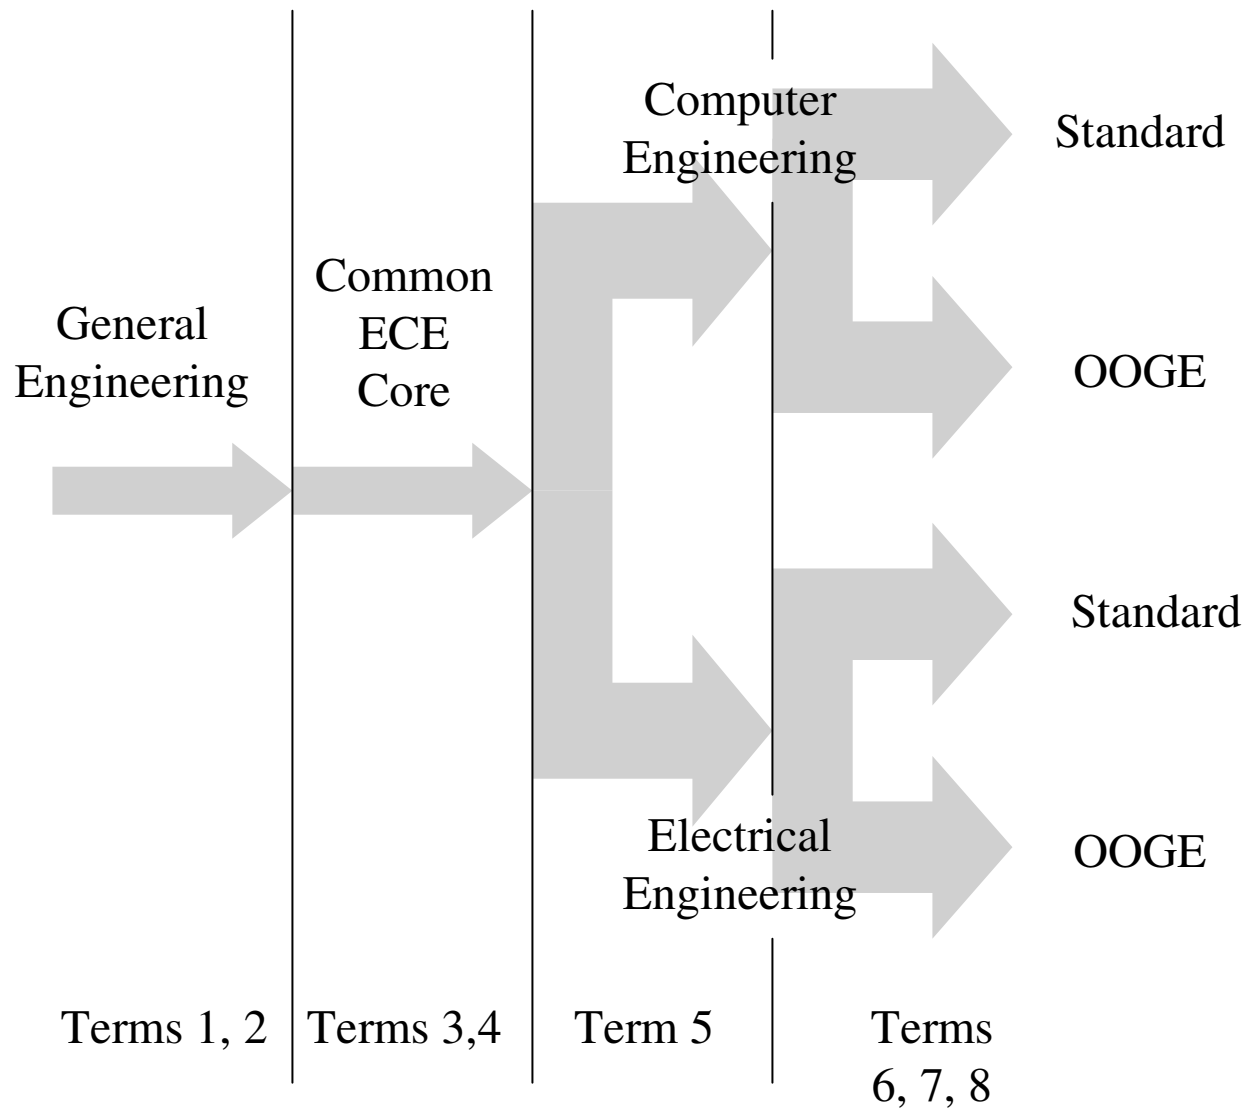 General
Engineering
Common
ECE
Core
Computer
Engineering
Standard
OOGE
Standard
Electrical
Engineering
OOGE
Terms 1, 2
Terms 3,4
Term 5
Terms
6, 7, 8